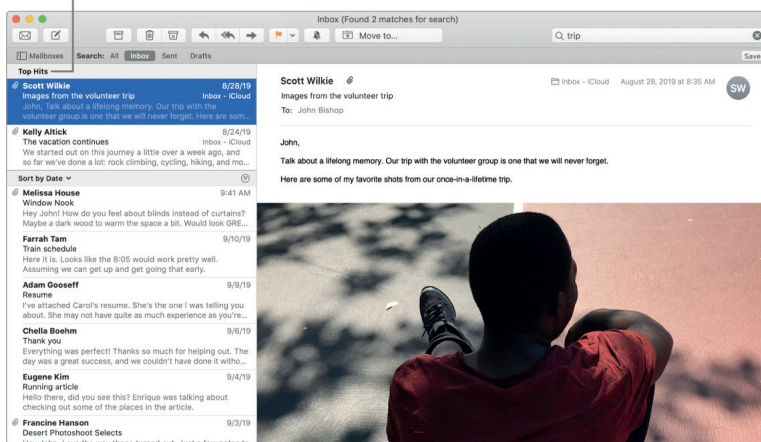 Inbox (Found 2 matches for search)
Move to...
trip
Mailboxes Search: All Inbox Sent Drafts
Save
Top Hits
Scott Wilkie 8/28/19
Images from the volunteer trip Inbox - iCloud
John, Talk about a lifelong memory. Our trip with the
volunteer group is one that we will never forget. Here are som...
Kelly Altick 8/24/19
The vacation continues Inbox - iCloud
We started out on this journey a little over a week ago, and
so far we've done a lot: rock climbing, cycling, hiking, and mo...
Sort by Date
Melissa House 9:41 AM
Window Nook
Hey John! How do you feel about blinds instead of curtains?
Maybe a dark wood to warm the space a bit. Would look GRE...
Farrah Tam 9/10/19
Train schedule
Here it is. Looks like the 8:05 would work pretty well.
Assuming we can get up and get going that early.
Adam Gooseff 9/9/19
Resume
I've attached Carol's resume. She's the one I was telling you
about. She may not have quite as much experience as you're...
Chella Boehm 9/6/19
Thank you
Everything was perfect! Thanks so much for helping out. The
day was a great success, and we couldn't have done it witho...
Eugene Kim 9/4/19
Running article
Hello there, did you see this? Enrique was talking about
checking out some of the places in the article.
Francine Hanson 9/3/19
Desert Photoshoot Selects
Scott Wilkie Inbox - iCloud August 28, 2019 at 8:35 AM
SW
Images from the volunteer trip
To: John Bishop
John,
Talk about a lifelong memory. Our trip with the volunteer group is one that we will never forget.
Here are some of my favorite shots from our once-in-a-lifetime trip.